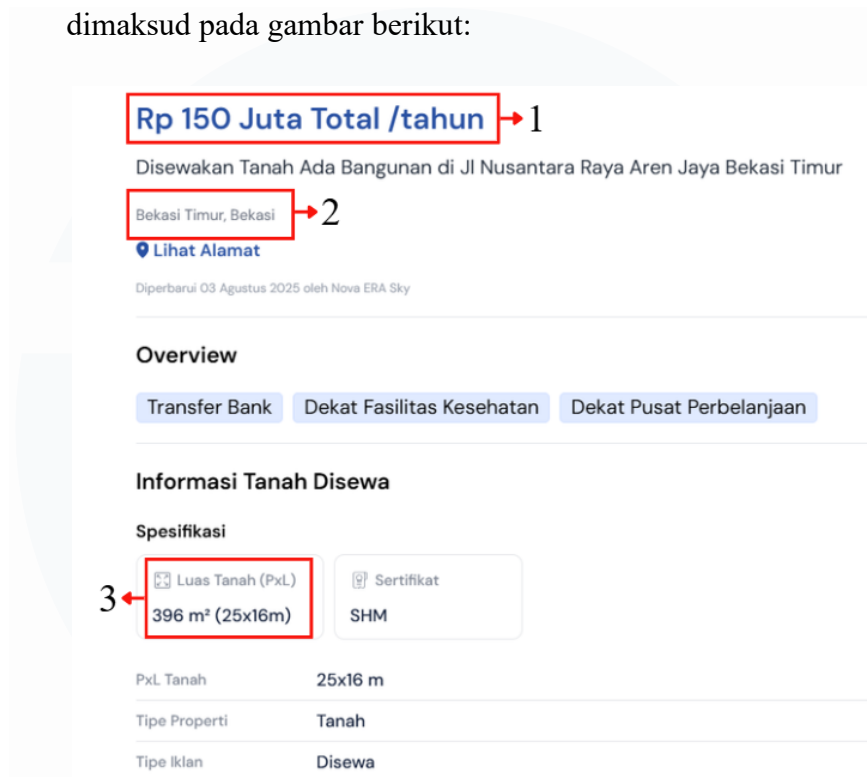 dimaksud pada gambar berikut:
Rp 150 Juta Total /tahun 1
Disewakan Tanah Ada Bangunan di Jl Nusantara Raya Aren Jaya Bekasi Timur
Bekasi Timur, Bekasi 2
Lihat Alamat
Diperbarui 03 Agustus 2025 oleh Nova ERA Sky
Overview
Transfer Bank Dekat Fasilitas Kesehatan Dekat Pusat Perbelanjaan
Informasi Tanah Disewa
Spesifikasi
Luas Tanah (PxL) Sertifikat
3 396 m² (25x16m) SHM
PxL Tanah 25x16 m
Tipe Properti Tanah
Tipe Iklan Disewa